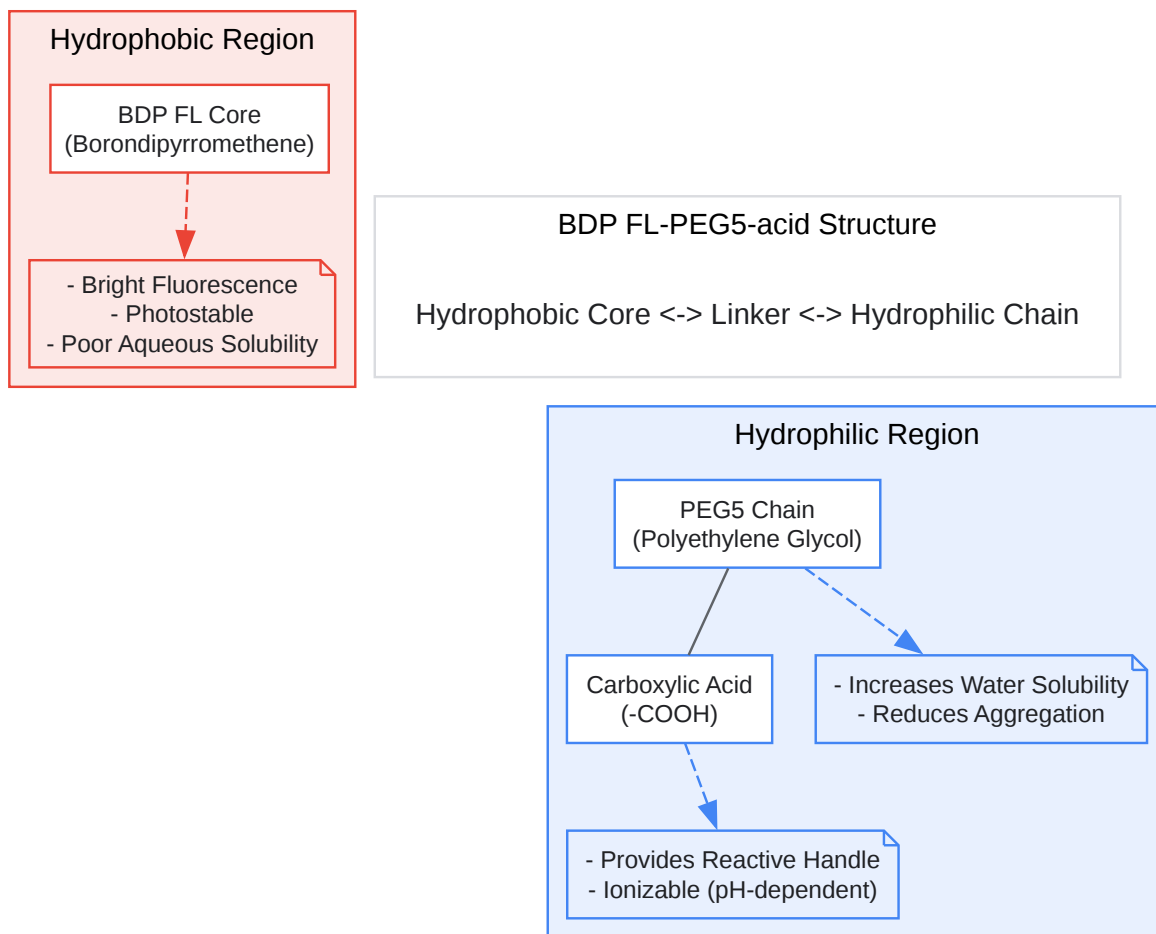 Hydrophobic Region
BDP FL Core
(Borondipyrromethene)
- Bright Fluorescence
- Photostable
- Poor Aqueous Solubility
BDP FL-PEG5-acid Structure
Hydrophobic Core <-> Linker <-> Hydrophilic Chain
Hydrophilic Region
PEG5 Chain
(Polyethylene Glycol)
Carboxylic Acid
(-COOH)
- Increases Water Solubility
- Reduces Aggregation
- Provides Reactive Handle
- Ionizable (pH-dependent)